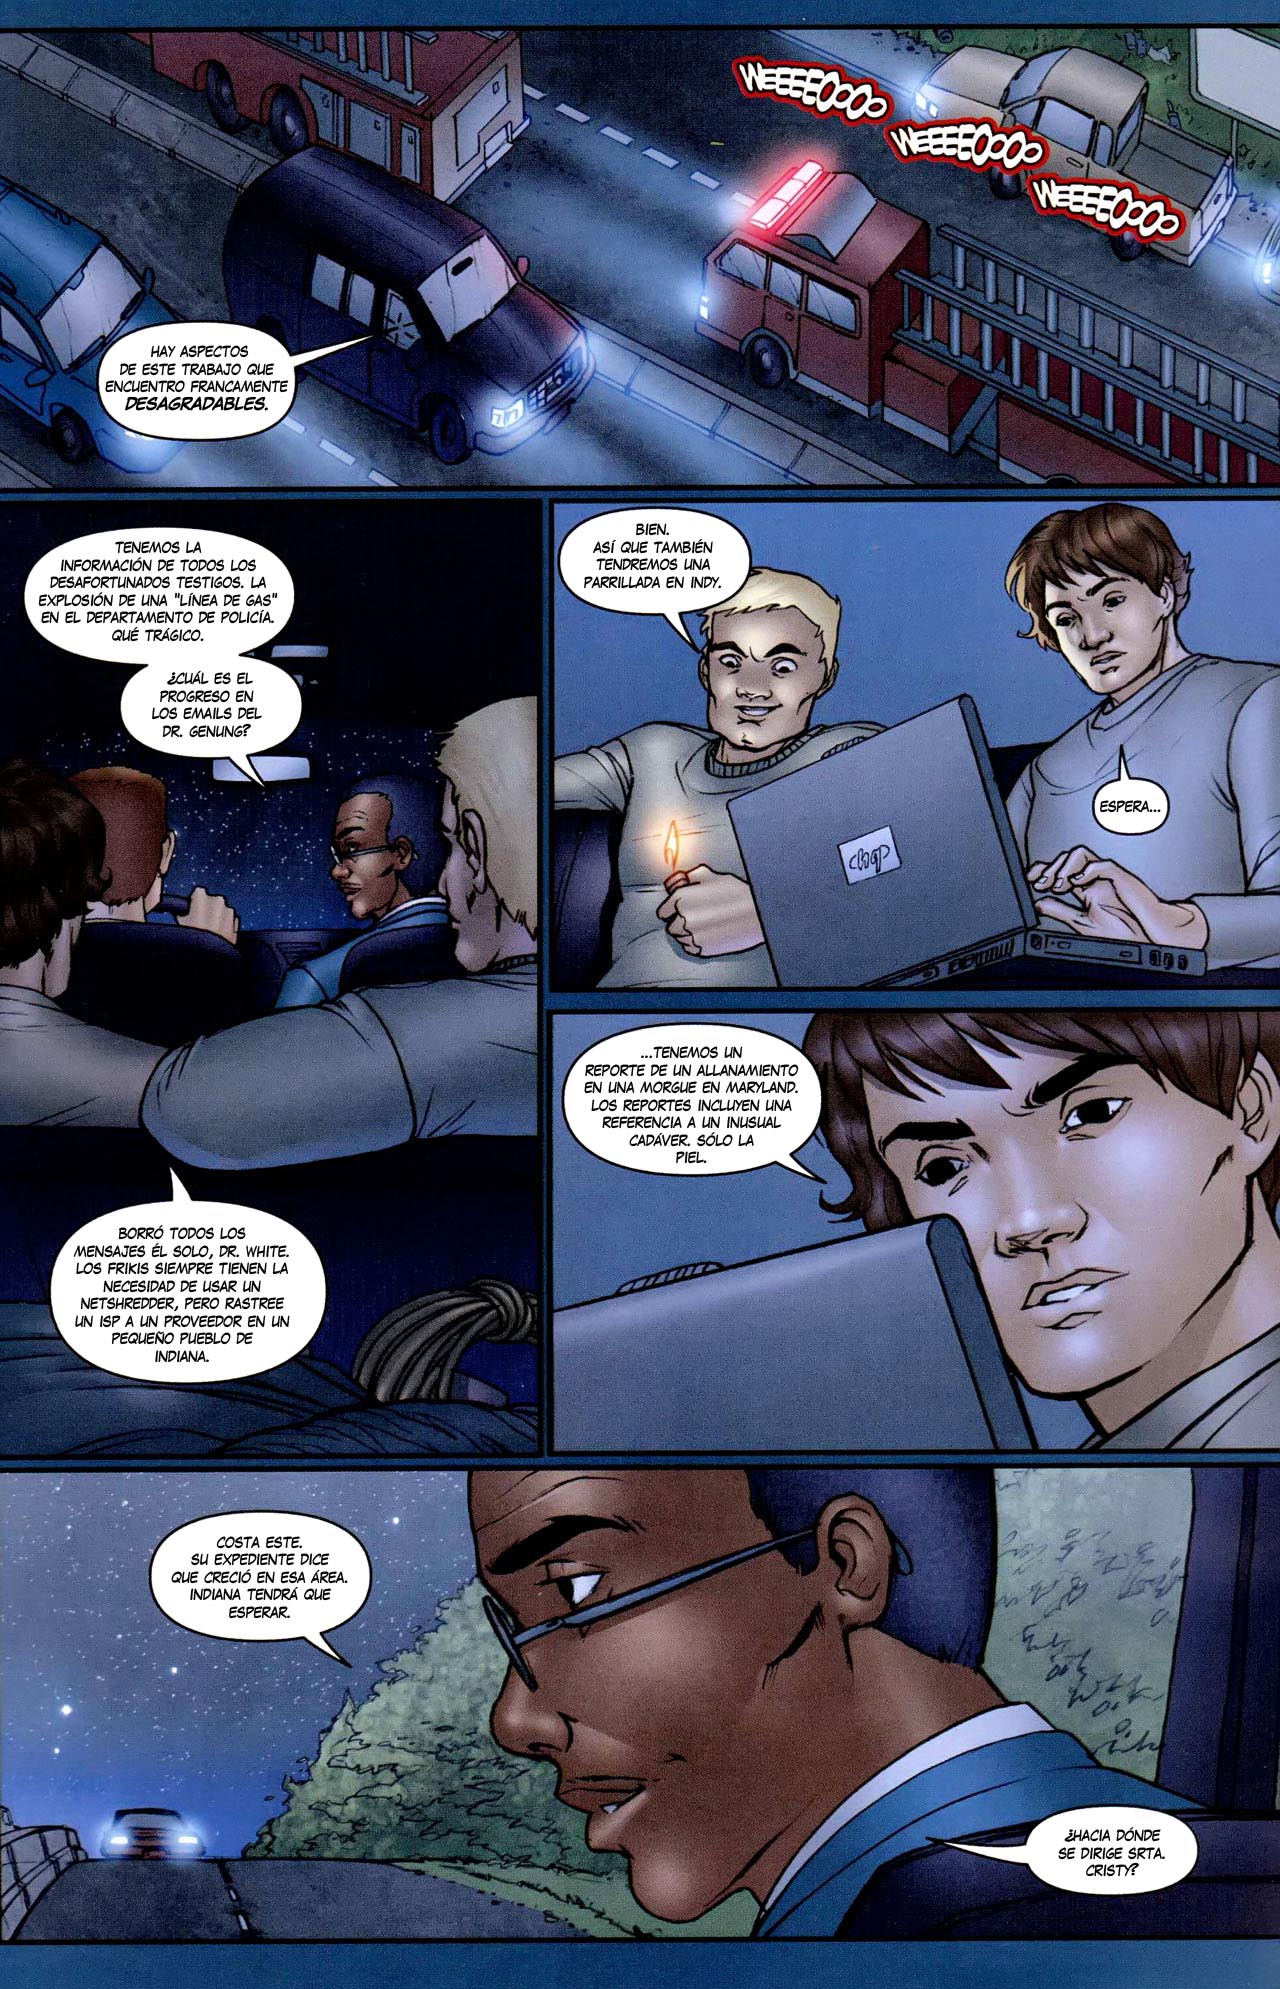 WEEEEOOOO
WEEEEOOOO
WEEEEOOOO
HAY ASPECTOS
DE ESTE TRABAJO QUE
ENCUENTRO FRANCAMENTE
DESAGRADABLES.
TENEMOS LA
INFORMACIÓN DE TODOS LOS
DESAFORTUNADOS TESTIGOS. LA
EXPLOSIÓN DE UNA "LÍNEA DE GAS"
EN EL DEPARTAMENTO DE POLICÍA.
QUÉ TRÁGICO.
¿CUÁL ES EL
PROGRESO EN
LOS EMAILS DEL
DR. GENUNG?
BORRÓ TODOS LOS
MENSAJES ÉL SOLO, DR. WHITE.
LOS FRIKIS SIEMPRE TIENEN LA
NECESIDAD DE USAR UN
NETSHREDDER, PERO RASTREE
UN ISP A UN PROVEEDOR EN UN
PEQUEÑO PUEBLO DE
INDIANA.
BIEN.
ASÍ QUE TAMBIÉN
TENDREMOS UNA
PARRILLADA EN INDY.
ESPERA...
...TENEMOS UN
REPORTE DE UN ALLANAMIENTO
EN UNA MORGUE EN MARYLAND.
LOS REPORTES INCLUYEN UNA
REFERENCIA A UN INUSUAL
CADÁVER. SÓLO LA
PIEL.
COSTA ESTE.
SU EXPEDIENTE DICE
QUE CRECIÓ EN ESA ÁREA.
INDIANA TENDRÁ QUE
ESPERAR.
¿HACIA DÓNDE
SE DIRIGE SRTA.
CRISTY?